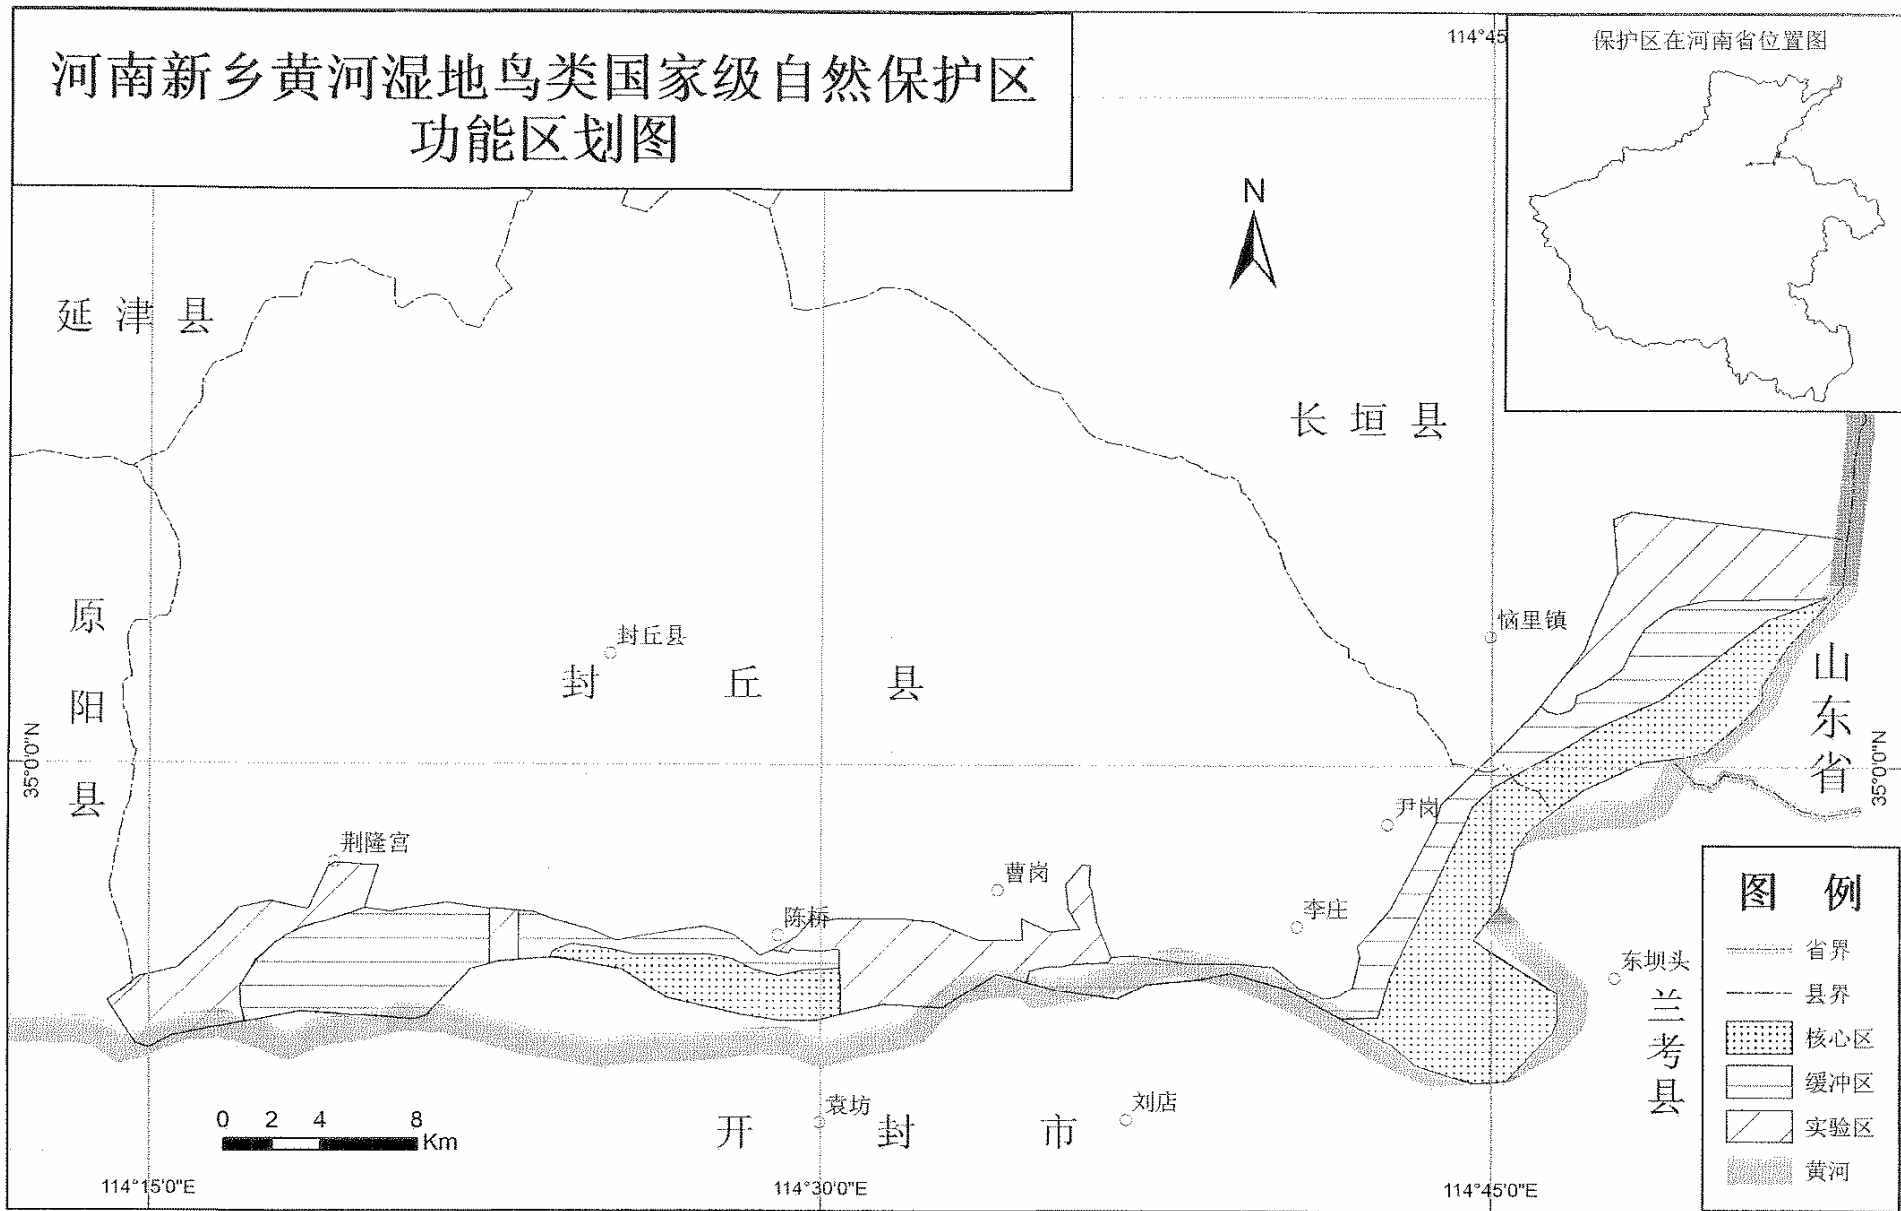 河南新乡黄河湿地鸟类国家级自然保护区
功能区划图
114°45
保护区在河南省位置图
N
延津县
长垣县
原阳县
封丘县
封丘县
恼里镇
山东省
35°0'0"N
35°0'0"N
尹岗
荆隆宫
曹岗
陈桥
李庄
东坝头
兰考县
图例
省界
县界
核心区
缓冲区
实验区
黄河
0 2 4 8
Km
袁坊
刘店
开封市
114°15'0"E
114°30'0"E
114°45'0"E